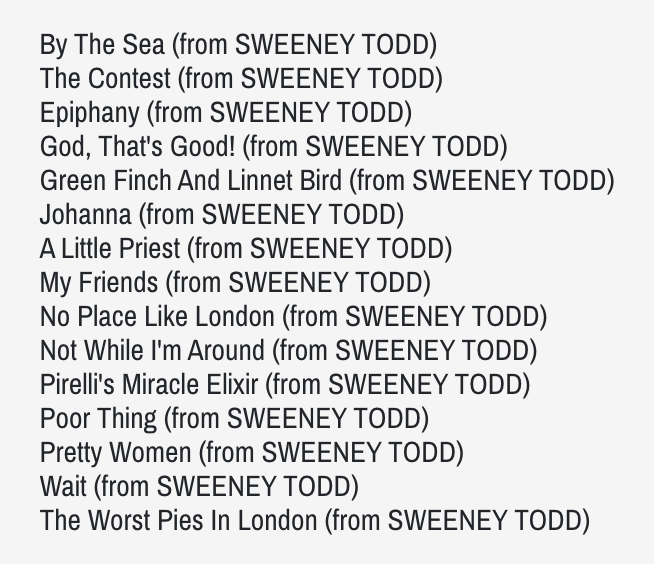 By The Sea (from SWEENEY TODD)
The Contest (from SWEENEY TODD)
Epiphany (from SWEENEY TODD)
God, That's Good! (from SWEENEY TODD)
Green Finch And Linnet Bird (from SWEENEY TODD)
Johanna (from SWEENEY TODD)
A Little Priest (from SWEENEY TODD)
My Friends (from SWEENEY TODD)
No Place Like London (from SWEENEY TODD)
Not While I'm Around (from SWEENEY TODD)
Pirelli's Miracle Elixir (from SWEENEY TODD)
Poor Thing (from SWEENEY TODD)
Pretty Women (from SWEENEY TODD)
Wait (from SWEENEY TODD)
The Worst Pies In London (from SWEENEY TODD)